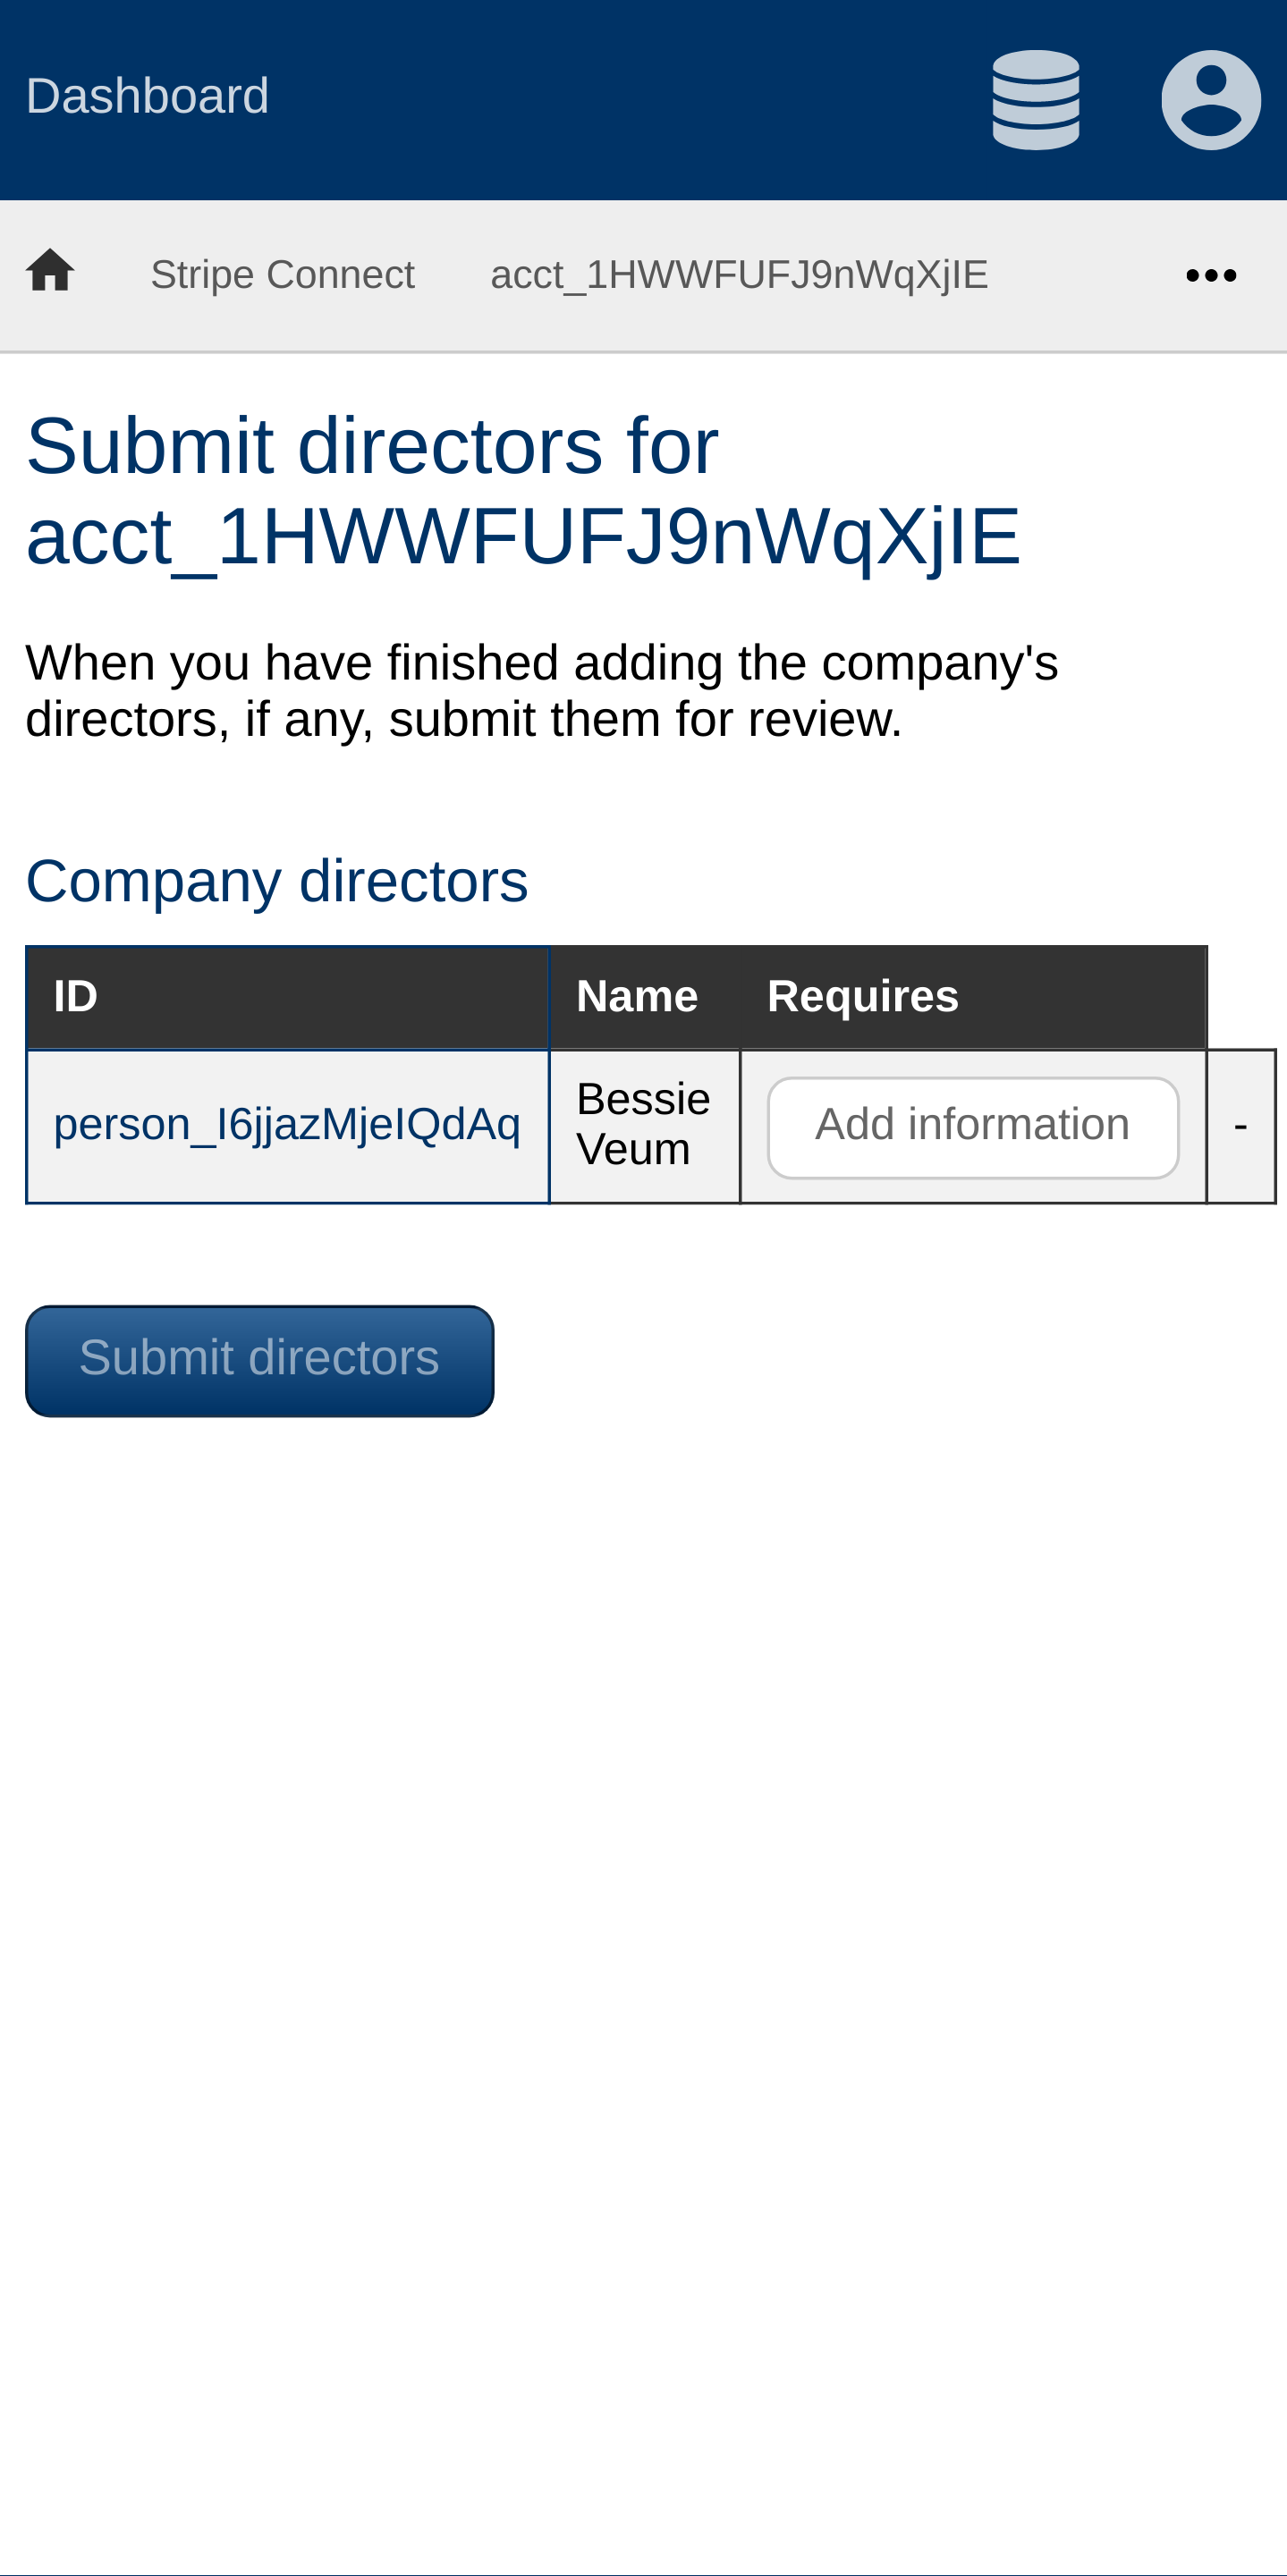 Dashboard
Stripe Connect acct_1HWWFUFJ9nWqXjIE
Submit directors for
acct_1HWWFUFJ9nWqXjIE
When you have finished adding the company's
directors, if any, submit them for review.
Company directors
ID Name Requires
person_I6jjazMjeIQdAq Bessie Veum Add information -
Submit directors